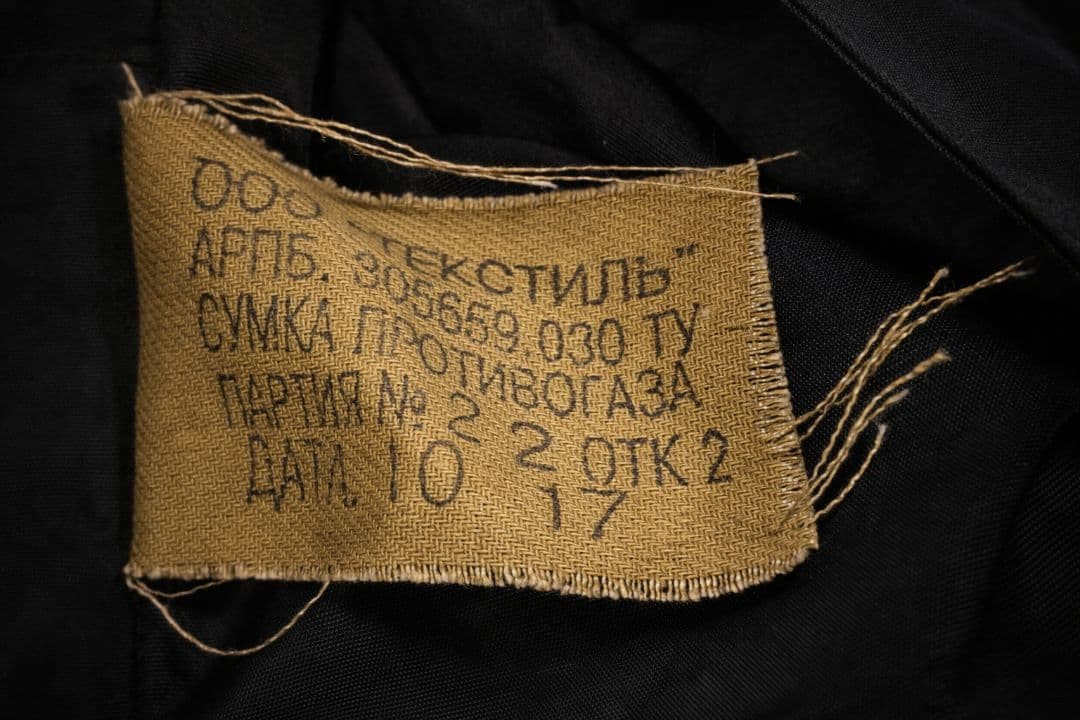 ООО "ТЕКСТИЛЬ"
АРПБ. 305659.030 ТУ
СУМКА ПРОТИВОГАЗА
ПАРТИЯ № 2 2 ОТК 2
ДАТА 10 17